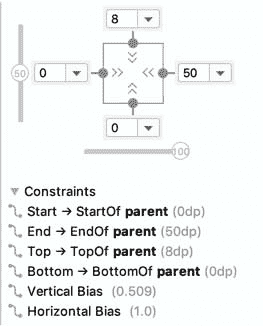 8
50
0
50
0
100
Constraints
Start → StartOf parent (0dp)
End → EndOf parent (50dp)
Top → TopOf parent (8dp)
Bottom → BottomOf parent (0dp)
Vertical Bias (0.509)
Horizontal Bias (1.0)